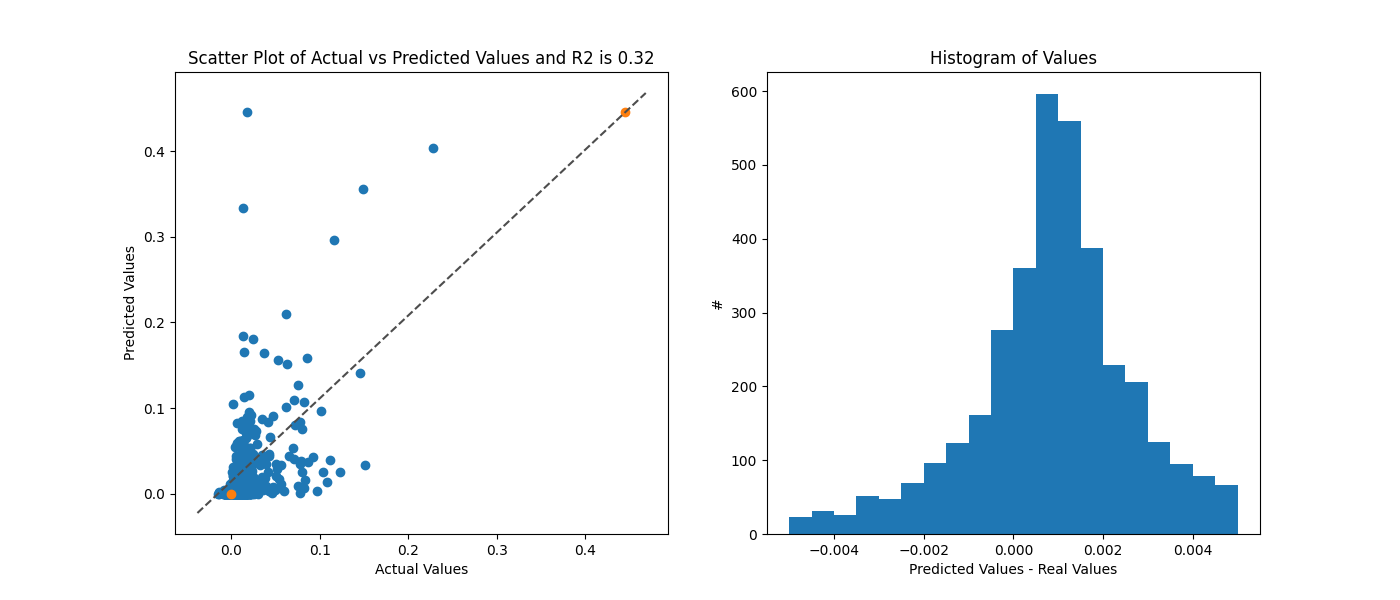 Scatter Plot of Actual vs Predicted Values and R2 is 0.32
Predicted Values
0.4
0.3
0.2
0.1
0.0
0.0 0.1 0.2 0.3 0.4
Actual Values
Histogram of Values
#
600
500
400
300
200
100
0
−0.004 −0.002 0.000 0.002 0.004
Predicted Values - Real Values